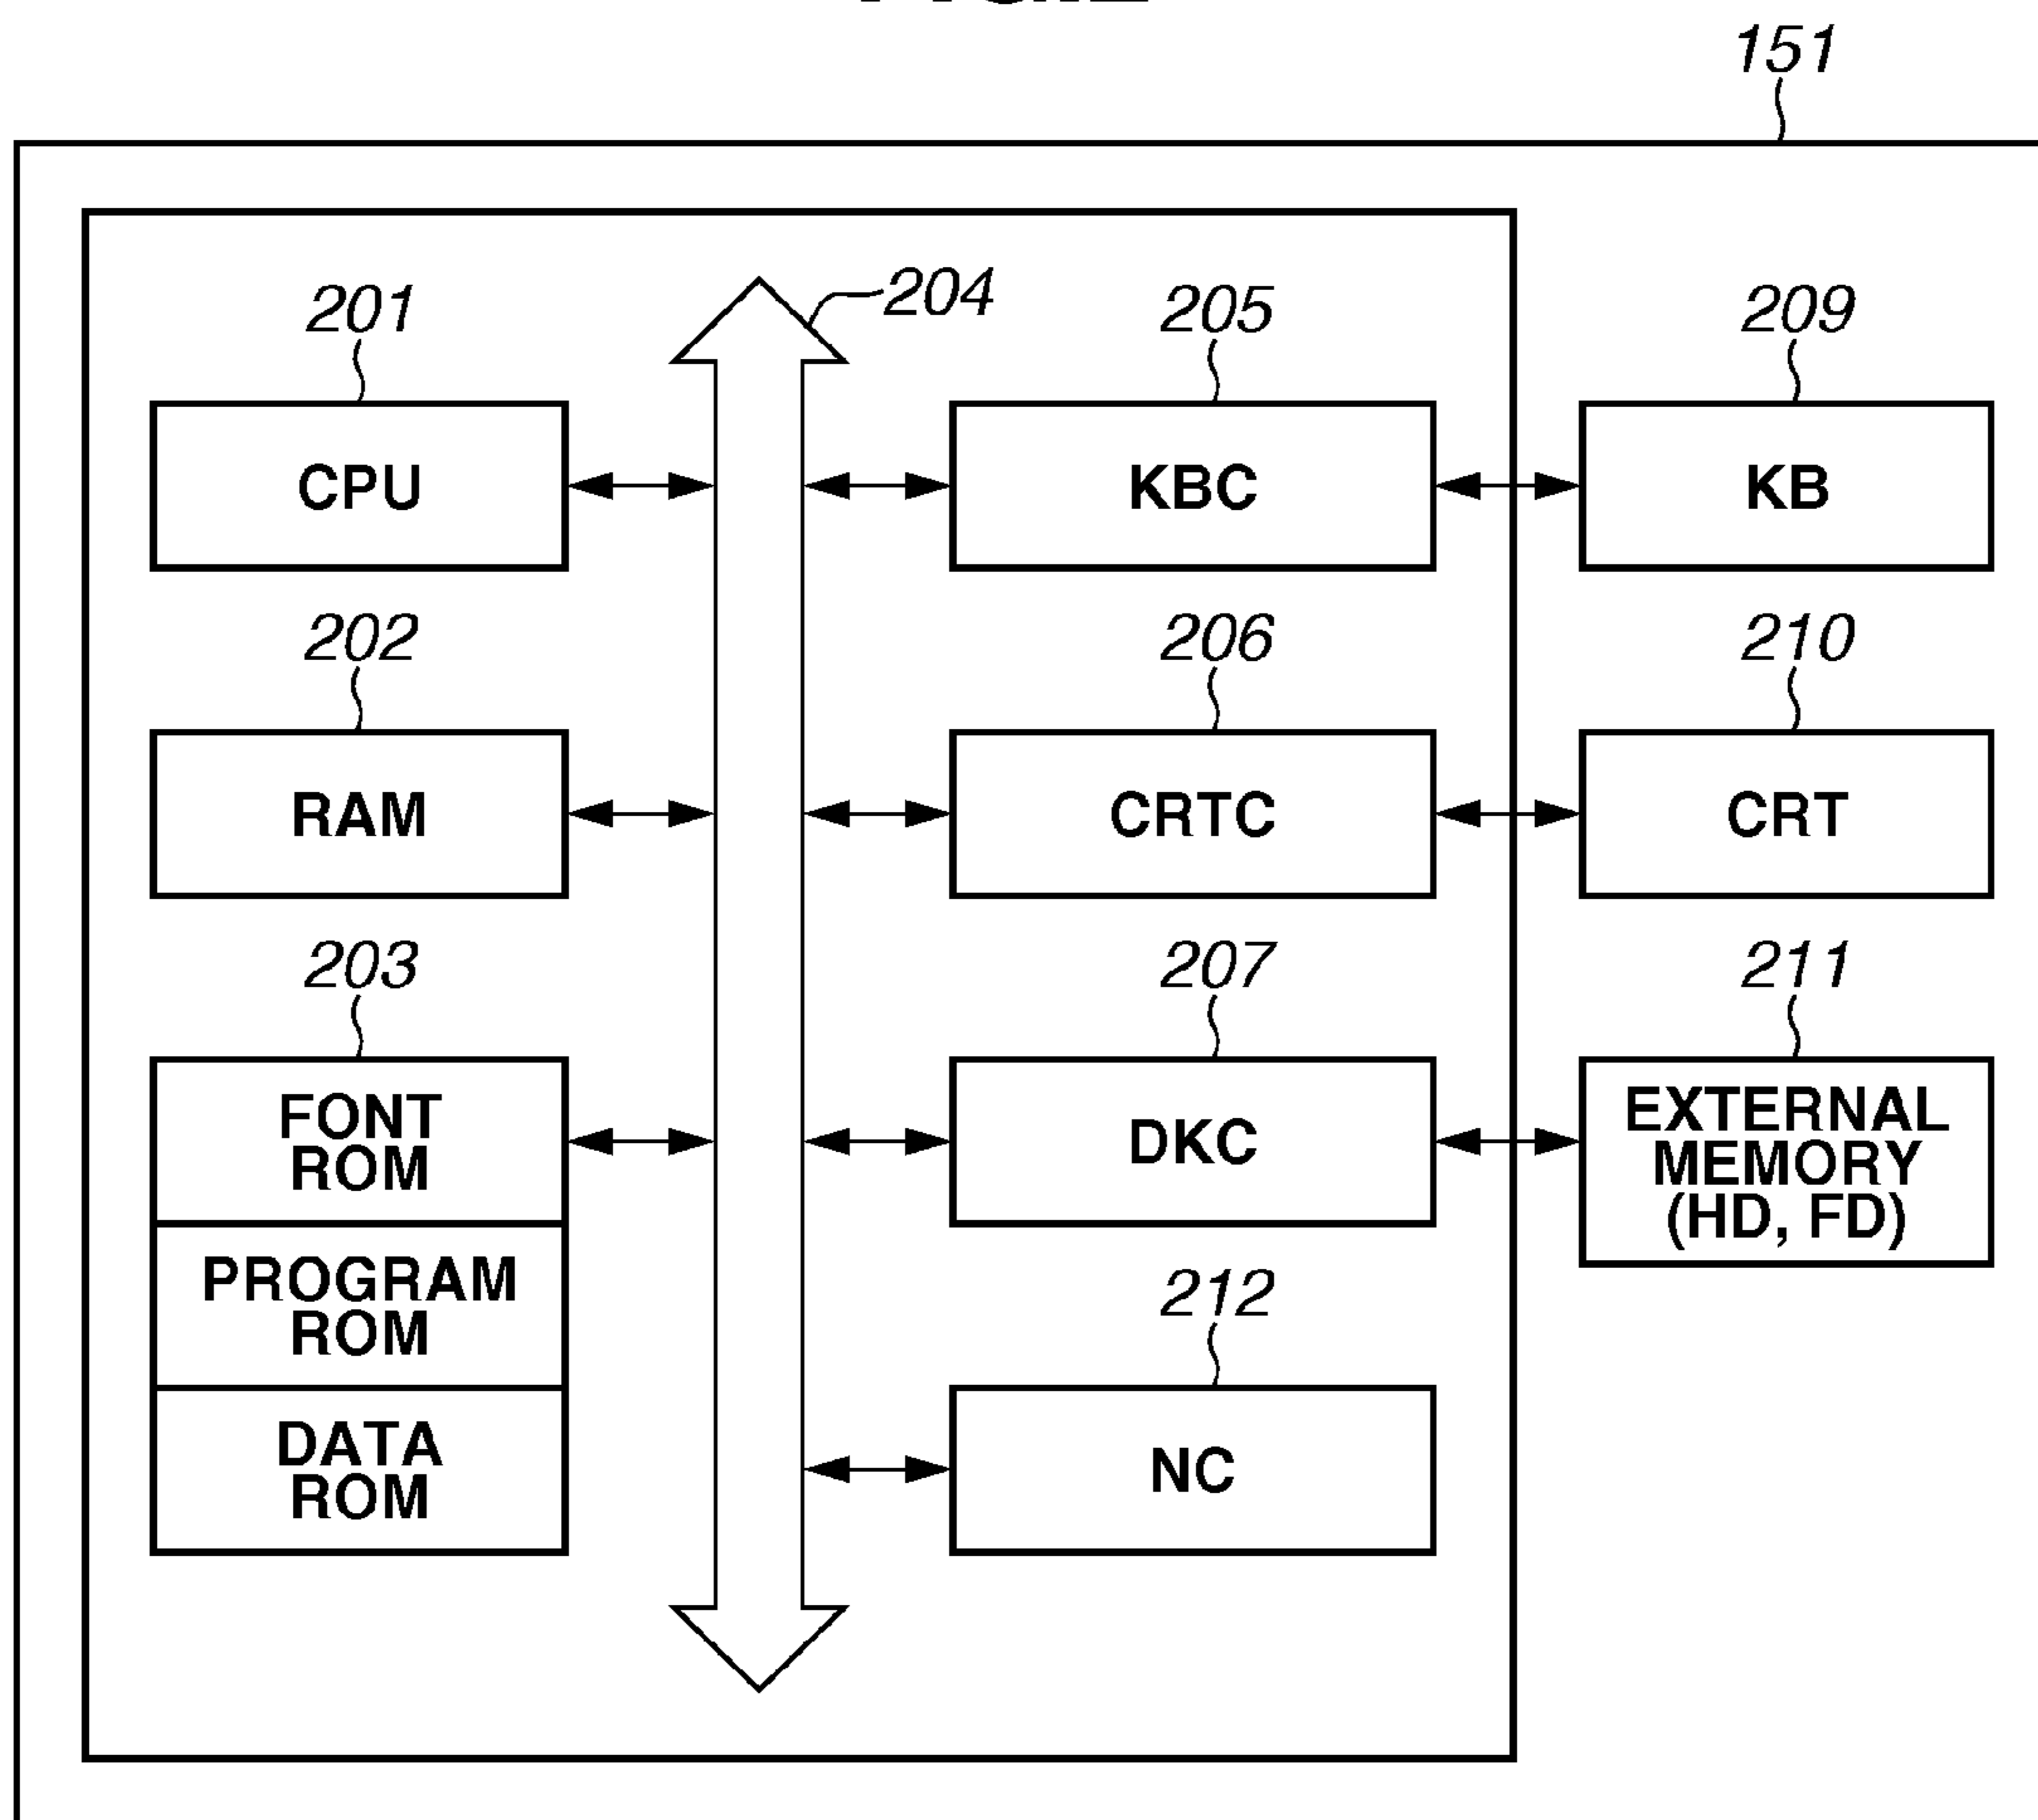 151
201
204
205
209
CPU
KBC
KB
202
206
210
RAM
CRTC
CRT
203
207
211
FONT
ROM
DKC
EXTERNAL
MEMORY
(HD, FD)
PROGRAM
ROM
212
DATA
ROM
NC